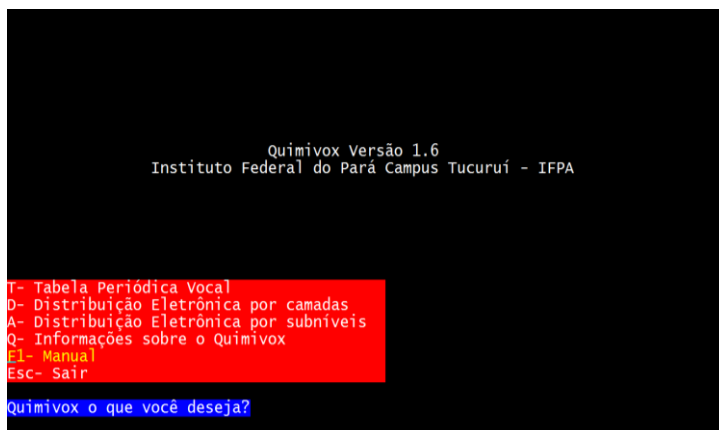 Quimivox Versão 1.6
Instituto Federal do Pará Campus Tucuruí - IFPA
T- Tabela Periódica Vocal
D- Distribuição Eletrônica por camadas
A- Distribuição Eletrônica por subníveis
Q- Informações sobre o Quimivox
F1- Manual
Esc- Sair
Quimivox o que você deseja?